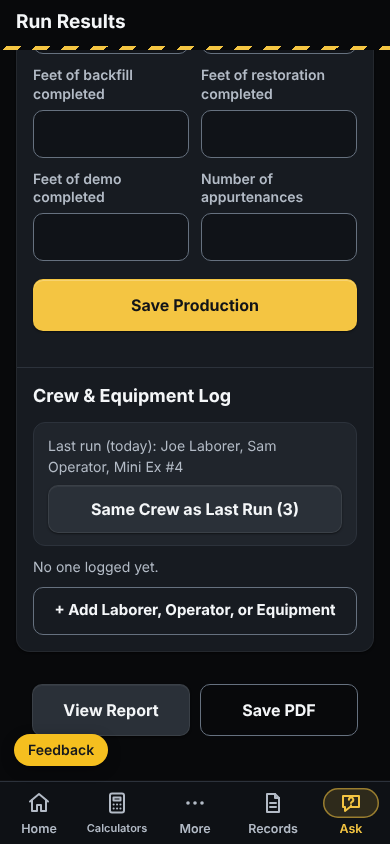 Run Results
Feet of backfill
completed
Feet of restoration
completed
Feet of demo
completed
Number of
appurtenances
Save Production
Crew & Equipment Log
Last run (today): Joe Laborer, Sam
Operator, Mini Ex #4
Same Crew as Last Run (3)
No one logged yet.
+ Add Laborer, Operator, or Equipment
View Report
Save PDF
Feedback
Home
Calculators
More
Records
Ask